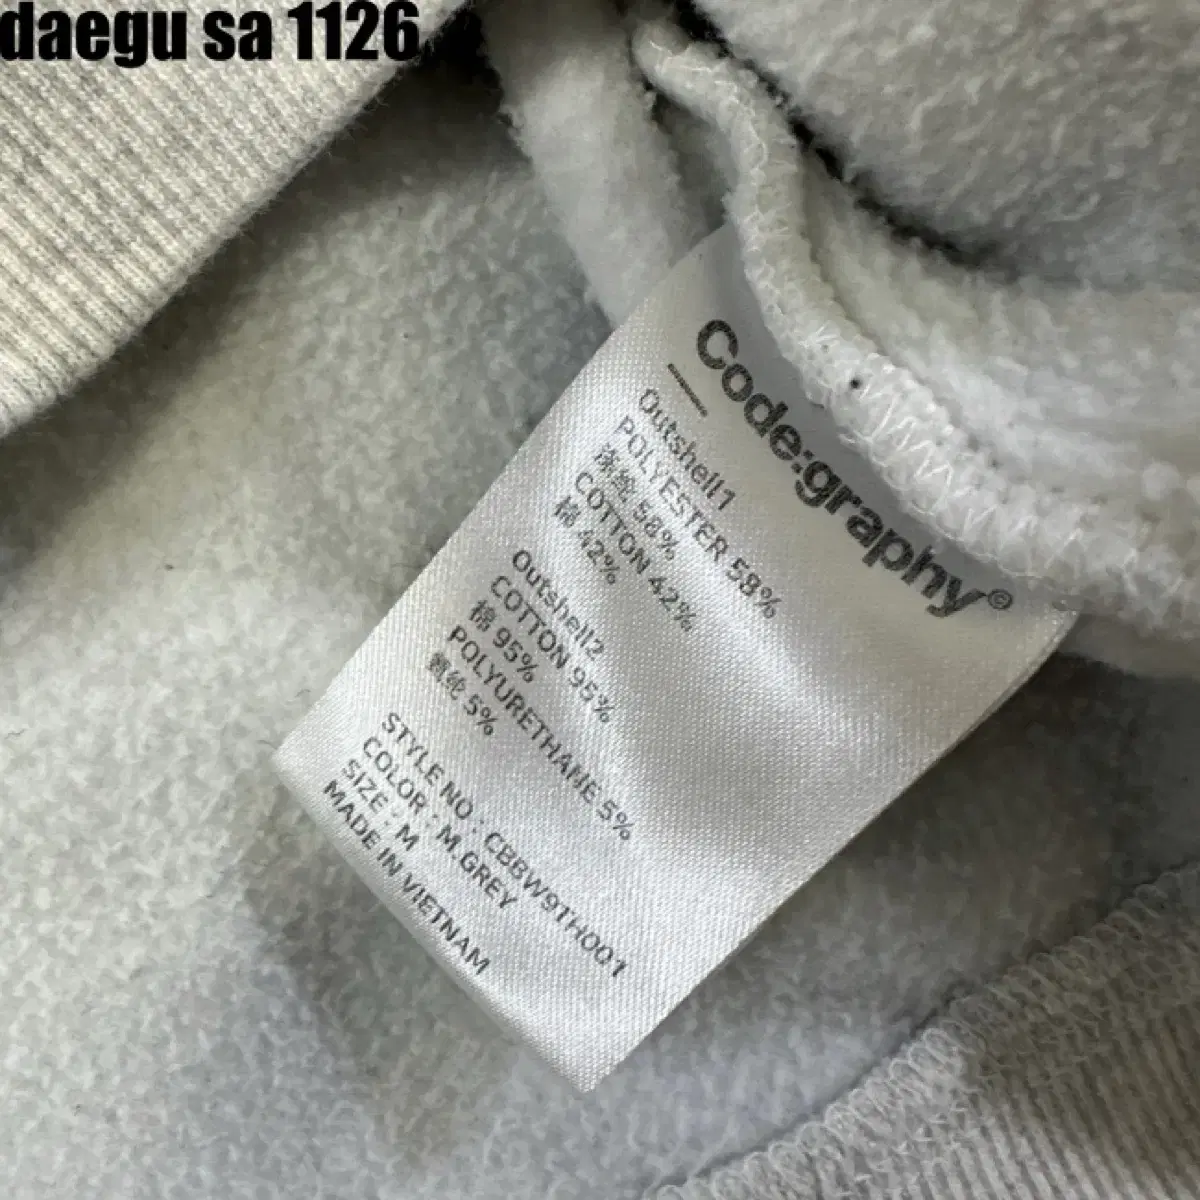 daegu sa 1126
Code:graphy©
Outshell1
POLYESTER 58%
涤纶 58%
COTTON 42%
棉 42%
Outshell2
COTTON 95%
棉 95%
POLYURETHANE 5%
氨纶 5%
STYLE NO : CBBW9TH001
COLOR : M.GREY
SIZE : M
MADE IN VIETNAM